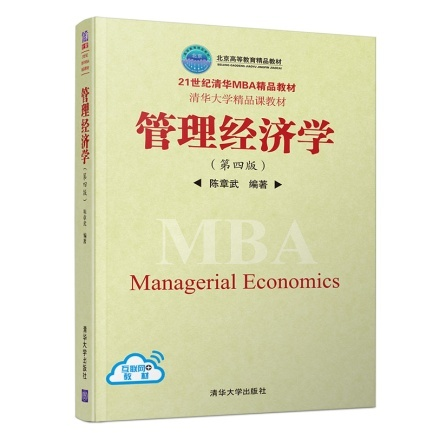 北京高等教育精品教材
21世纪清华MBA精品教材
清华大学精品课教材
管理经济学
(第四版)
陈章武 编著
MBA
Managerial Economics
互联网+
教材
清华大学出版社
管理经济学
(第四版)
陈章武 编著
清华大学出版社